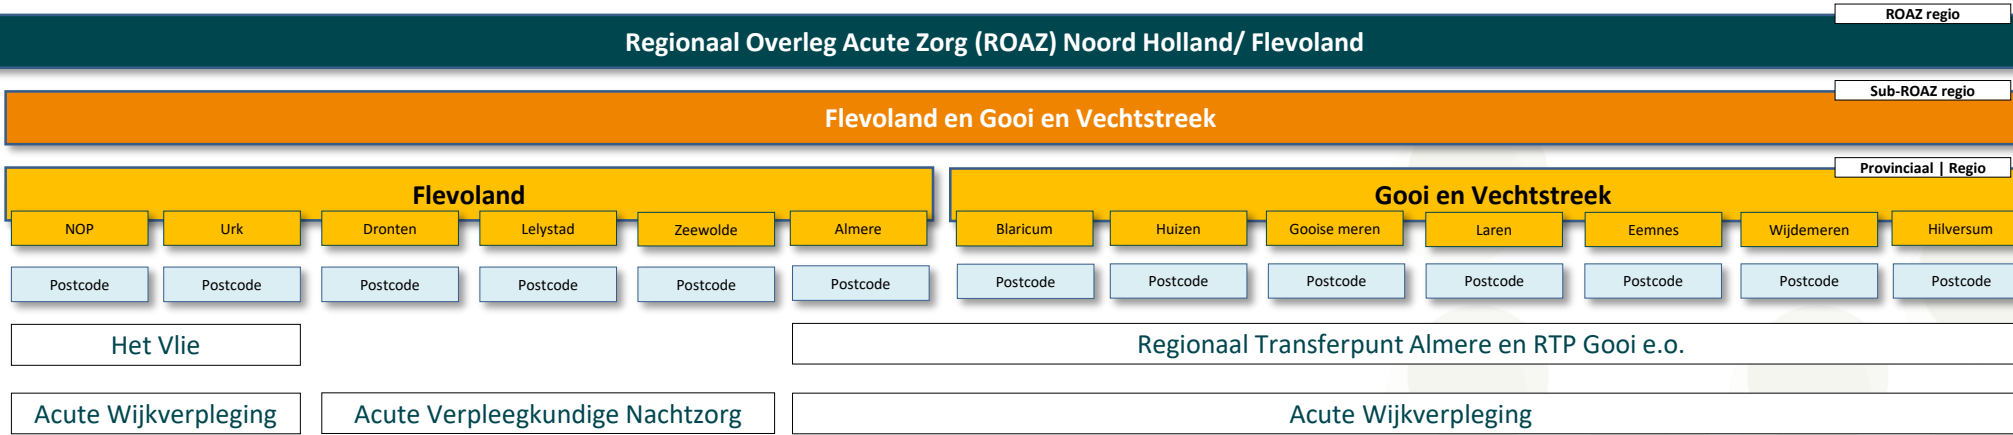 ROAZ regio
Regionaal Overleg Acute Zorg (ROAZ) Noord Holland/ Flevoland
Sub-ROAZ regio
Flevoland en Gooi en Vechtstreek
Provinciaal | Regio
Flevoland
Gooi en Vechtstreek
NOP Urk Dronten Lelystad Zeewolde Almere Blaricum Huizen Gooise meren Laren Eemnes Wijdemeren Hilversum
Postcode Postcode Postcode Postcode Postcode Postcode Postcode Postcode Postcode Postcode Postcode Postcode Postcode
Het Vlie
Regionaal Transferpunt Almere en RTP Gooi e.o.
Acute Wijkverpleging
Acute Verpleegkundige Nachtzorg
Acute Wijkverpleging